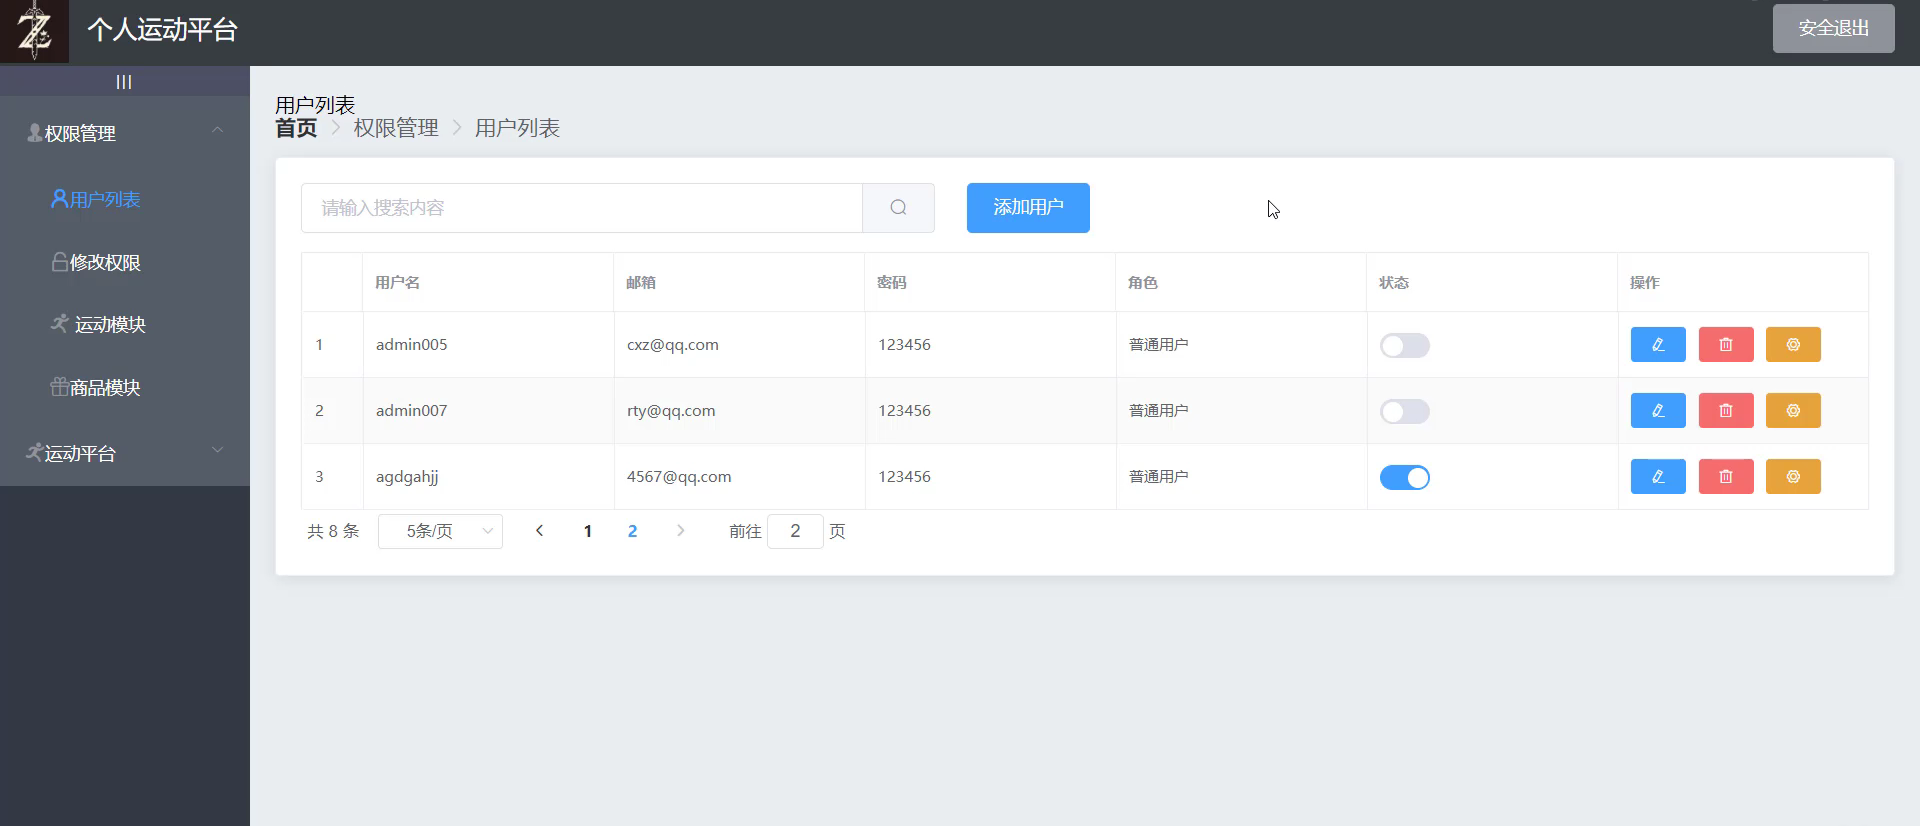 个人运动平台
安全退出
|||
权限管理
用户列表
修改权限
运动模块
商品模块
运动平台
用户列表
首页 权限管理 用户列表
请输入搜索内容
添加用户
用户名 邮箱 密码 角色 状态 操作
1 admin005 cxz@qq.com 123456 普通用户
2 admin007 rty@qq.com 123456 普通用户
3 agdgahjj 4567@qq.com 123456 普通用户
共 8 条 5条/页 1 2 前往 2 页